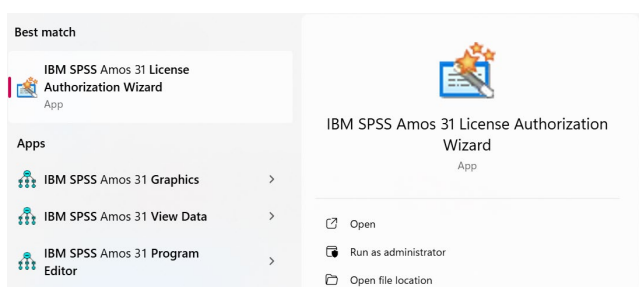 Best match
IBM SPSS Amos 31 License
Authorization Wizard
App
Apps
IBM SPSS Amos 31 Graphics
IBM SPSS Amos 31 View Data
IBM SPSS Amos 31 Program
Editor
IBM SPSS Amos 31 License Authorization
Wizard
App
Open
Run as administrator
Open file location